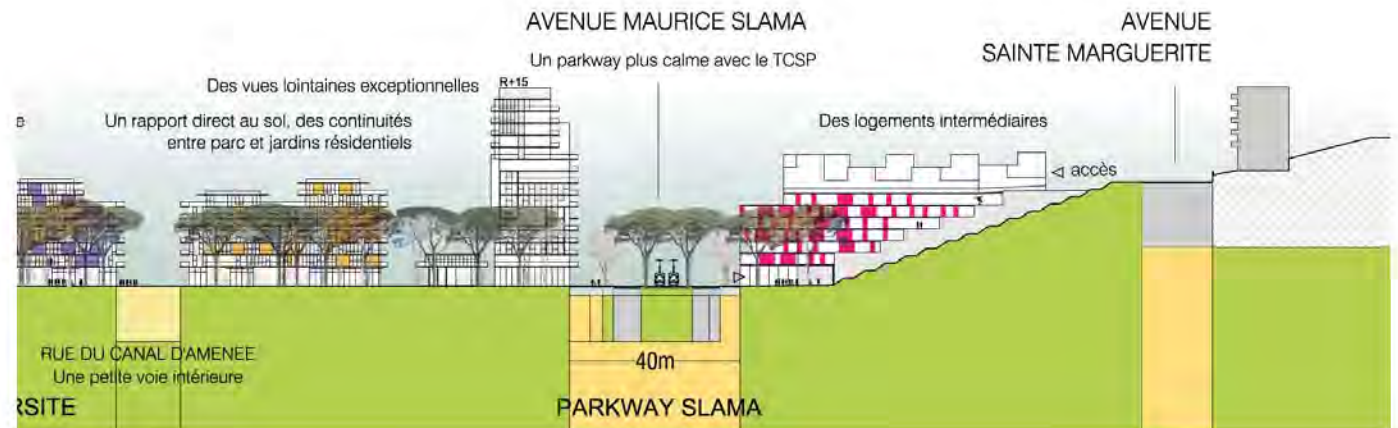 AVENUE MAURICE SLAMA
Un parkway plus calme avec le TCSP
AVENUE
SAINTE MARGUERITE
Des vues lointaines exceptionnelles
R+15
e
Un rapport direct au sol, des continuités
entre parc et jardins résidentiels
Des logements intermédiaires
accès
RUE DU CANAL D'AMENEE
Une petite voie intérieure
40m
RSITE
PARKWAY SLAMA